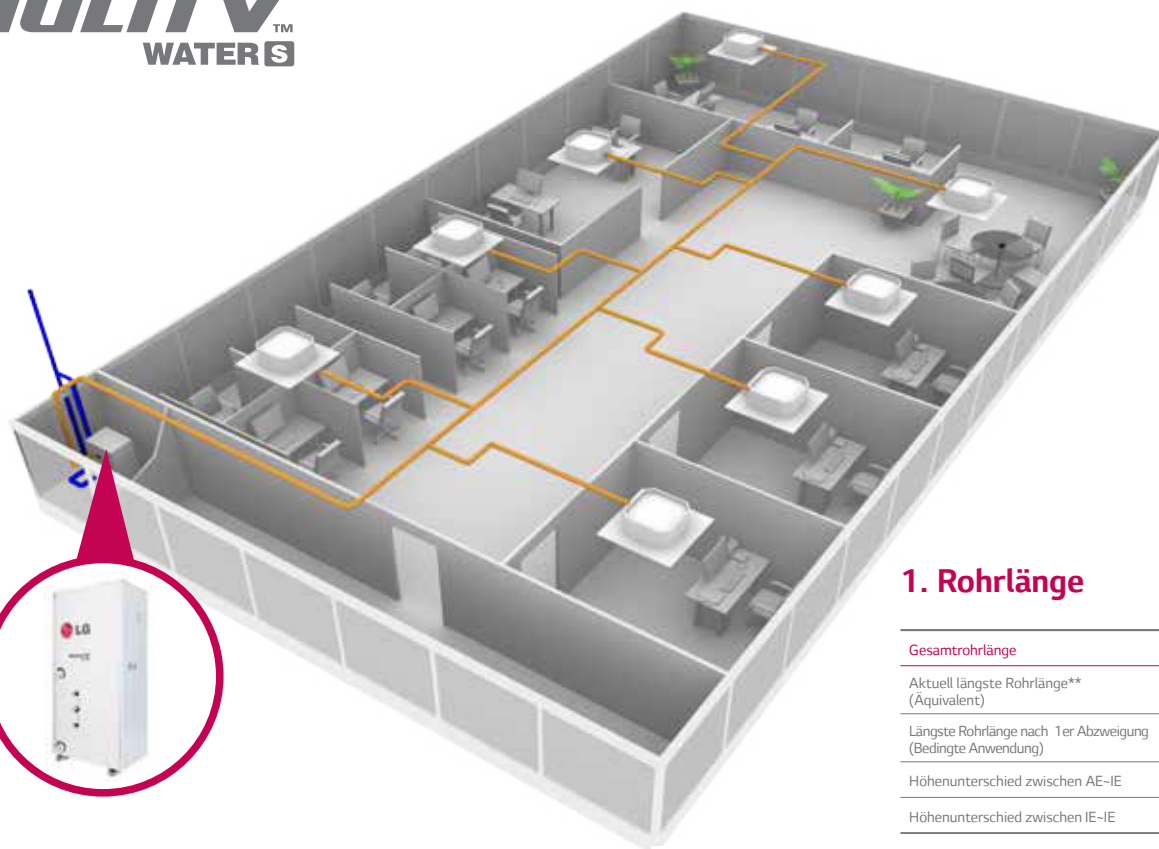 TM
WATER S
LG
1. Rohrlänge
Gesamtrohrlänge
Aktuell längste Rohrlänge**
(Äquivalent)
Längste Rohrlänge nach 1er Abzweigung
(Bedingte Anwendung)
Höhenunterschied zwischen AE~IE
Höhenunterschied zwischen IE~IE